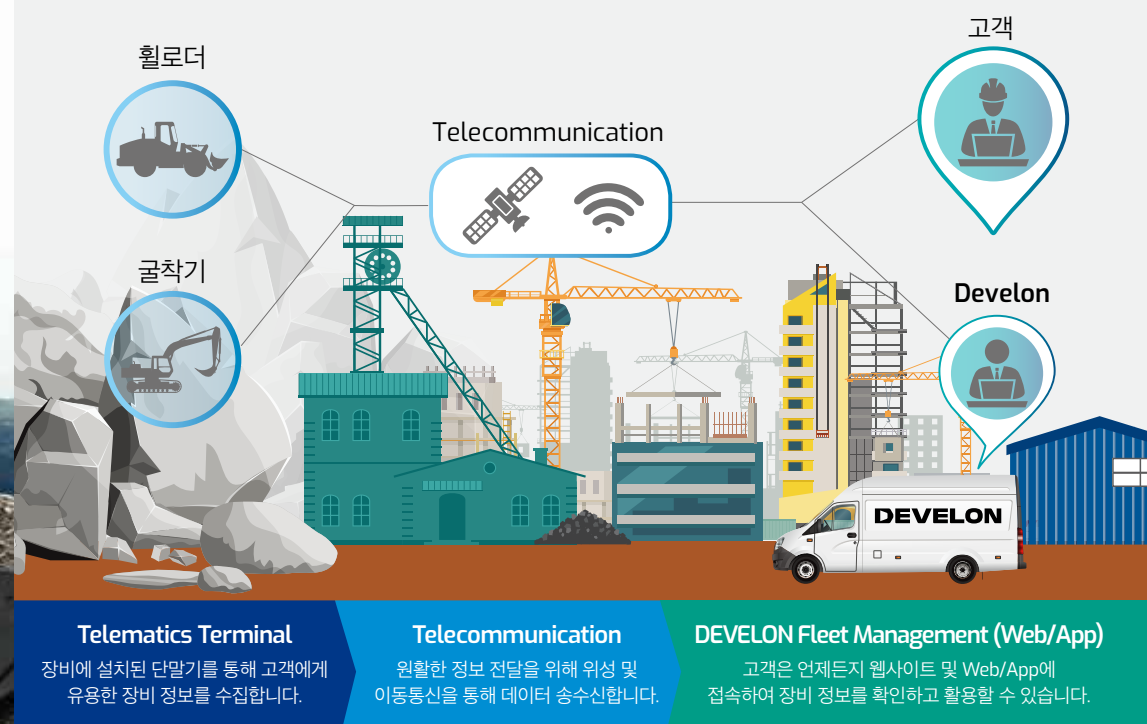 휠로더
고객
Telecommunication
굴착기
Develon
DEVELON
Telematics Terminal
장비에 설치된 단말기를 통해 고객에게
유용한 장비 정보를 수집합니다.
Telecommunication
원활한 정보 전달을 위해 위성 및
이동통신을 통해 데이터 송수신합니다.
DEVELON Fleet Management (Web/App)
고객은 언제든지 웹사이트 및 Web/App에
접속하여 장비 정보를 확인하고 활용할 수 있습니다.